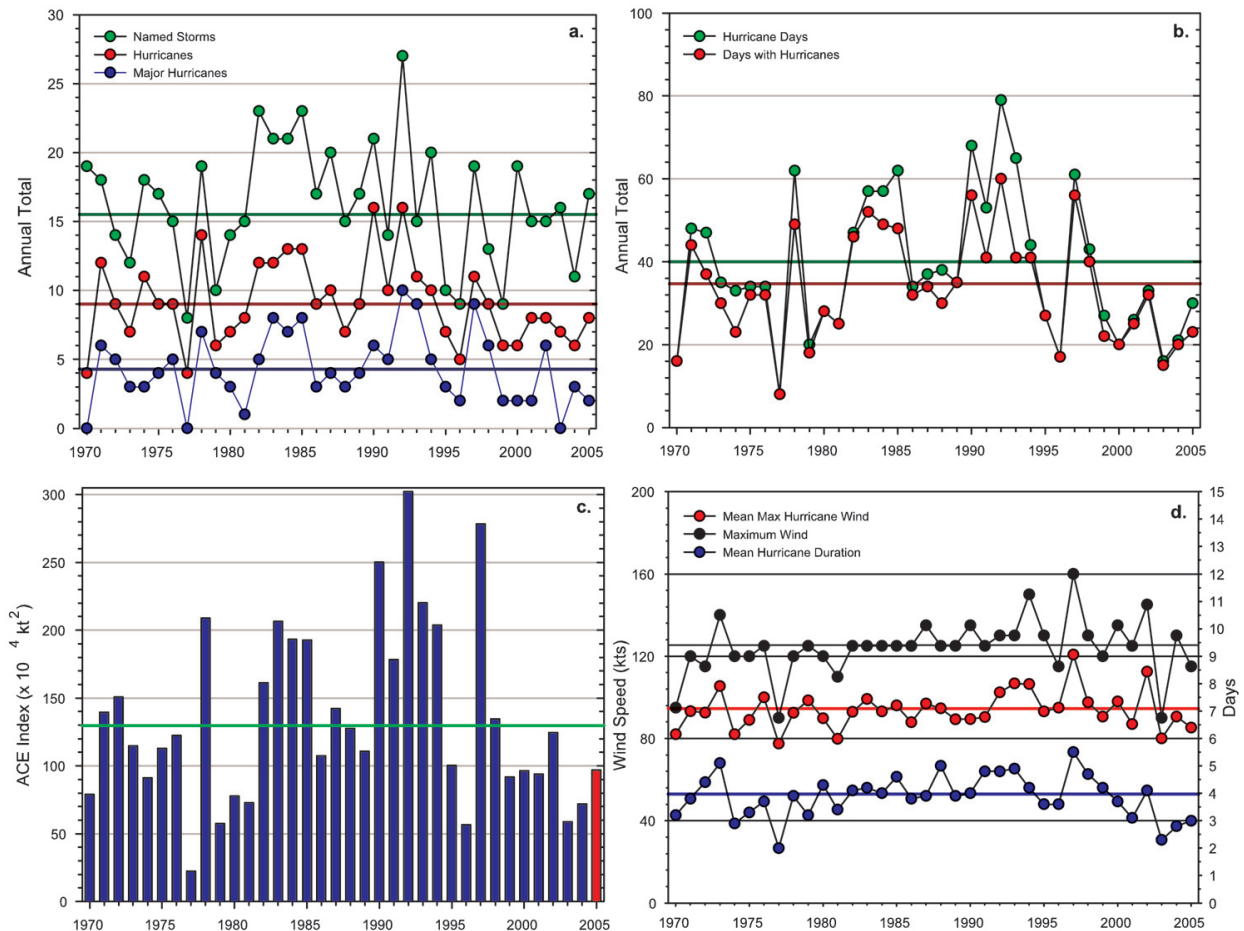 a.
Named Storms
Hurricanes
Major Hurricanes
Annual Total
30
25
20
15
10
5
0
1970 1975 1980 1985 1990 1995 2000 2005
b.
Hurricane Days
Days with Hurricanes
Annual Total
100
80
60
40
20
0
1970 1975 1980 1985 1990 1995 2000 2005
c.
ACE Index (x 10 4 kt2)
300
250
200
150
100
50
0
1970 1975 1980 1985 1990 1995 2000 2005
d.
Mean Max Hurricane Wind
Maximum Wind
Mean Hurricane Duration
Wind Speed (kts)
200
160
120
80
40
0
Days
15
14
13
12
11
10
9
8
7
6
5
4
3
2
1
0
1970 1975 1980 1985 1990 1995 2000 2005